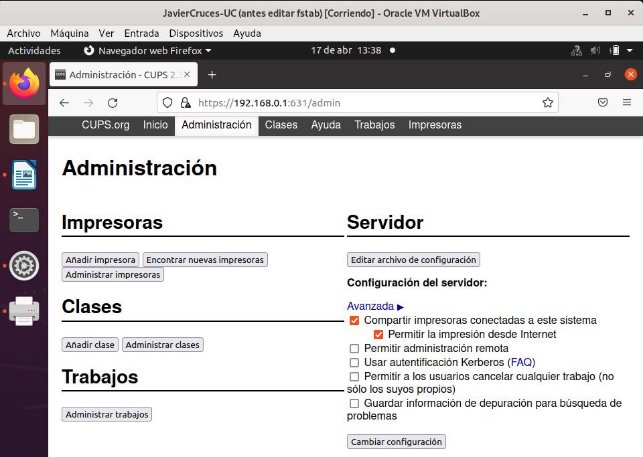 JavierCruces-UC (antes editar fstab) [Corriendo] - Oracle VM VirtualBox
Archivo Máquina Ver Entrada Dispositivos Ayuda
Actividades Navegador web Firefox 17 de abr 13:38
Administración - CUPS 2.
https://192.168.0.1:631/admin
CUPS.org Inicio Administración Clases Ayuda Trabajos Impresoras
Administración
Impresoras
Añadir impresora Encontrar nuevas impresoras
Administrar impresoras
Clases
Añadir clase Administrar clases
Trabajos
Administrar trabajos
Servidor
Editar archivo de configuración
Configuración del servidor:
Avanzada ▶
Compartir impresoras conectadas a este sistema
Permitir la impresión desde Internet
Permitir administración remota
Usar autentificación Kerberos (FAQ)
Permitir a los usuarios cancelar cualquier trabajo (no
sólo los suyos propios)
Guardar información de depuración para búsqueda de
problemas
Cambiar configuración